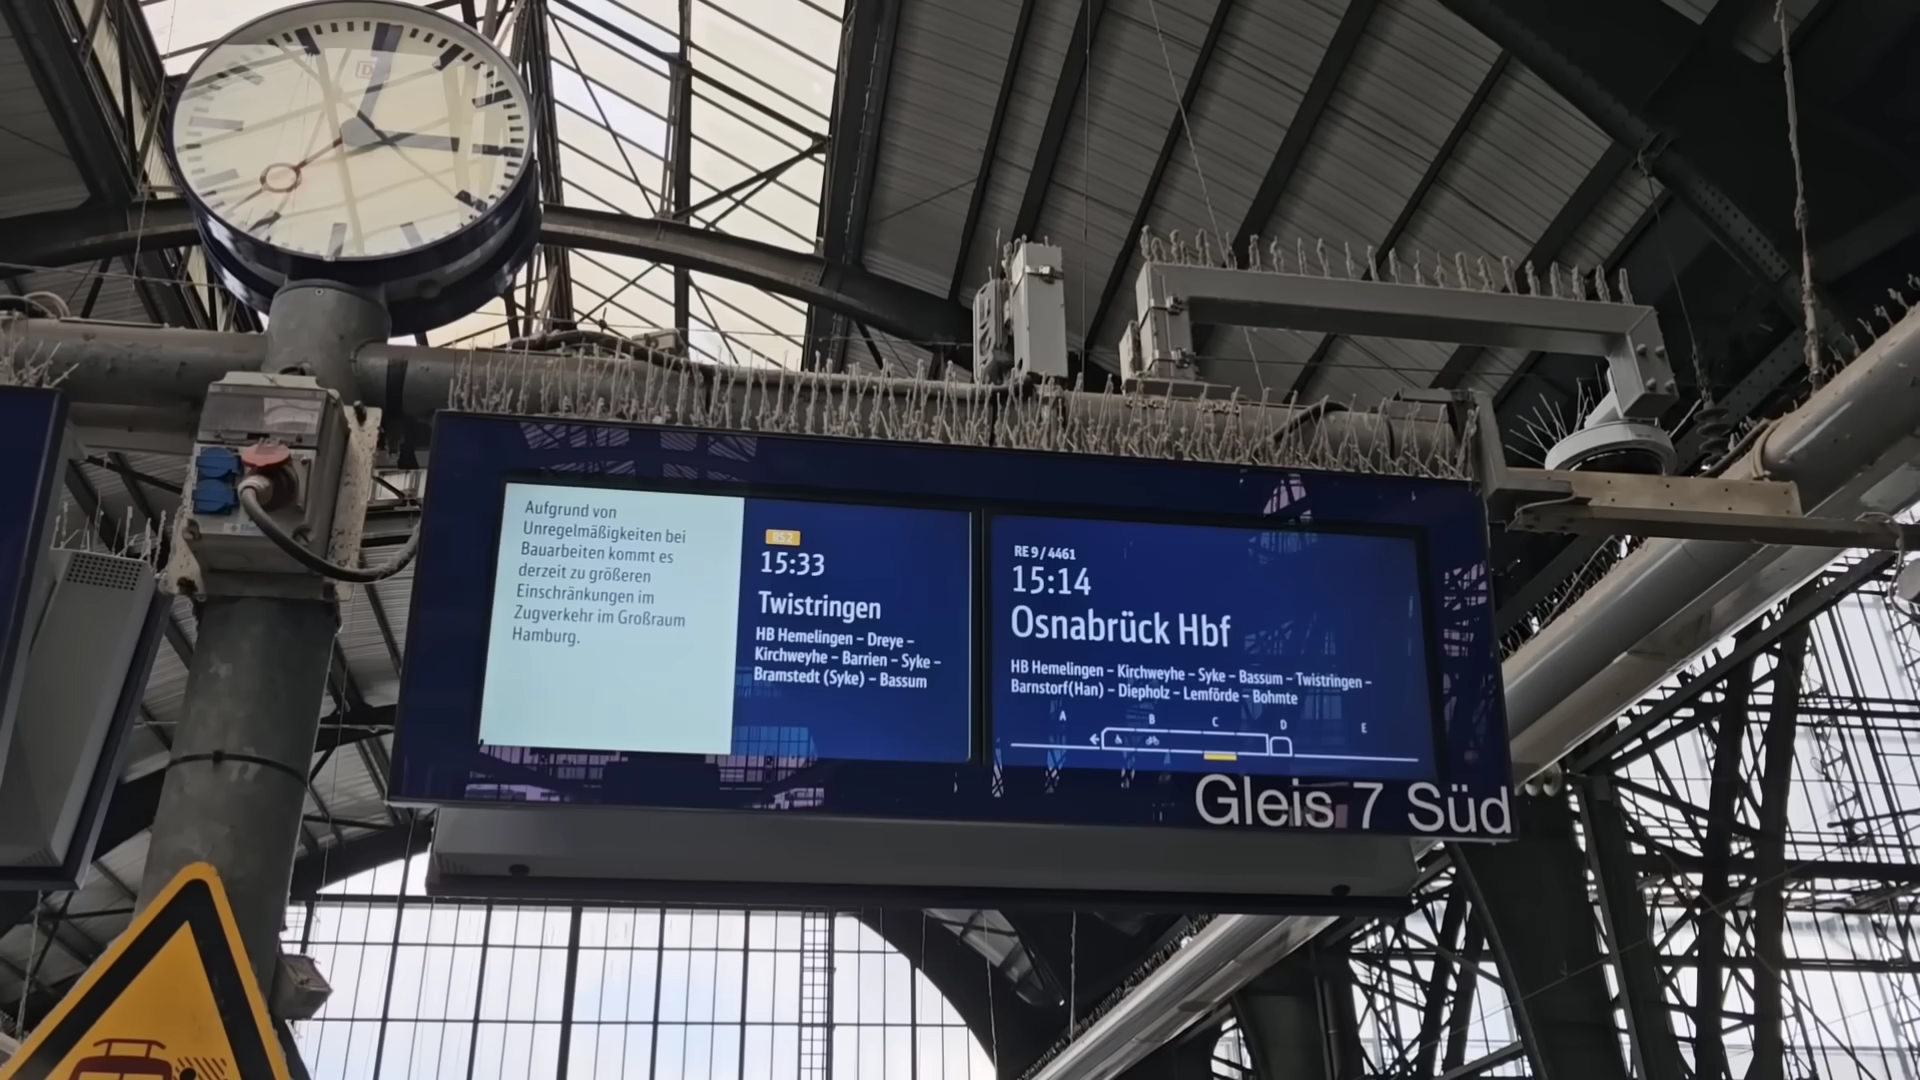 DB
Aufgrund von
Unregelmäßigkeiten bei
Bauarbeiten kommt es
derzeit zu größeren
Einschränkungen im
Zugverkehr im Großraum
Hamburg.
RS 2
15:33
Twistringen
HB Hemelingen – Dreye –
Kirchweyhe – Barrien – Syke –
Bramstedt (Syke) – Bassum
RE 9 / 4461
15:14
Osnabrück Hbf
HB Hemelingen – Kirchweyhe – Syke – Bassum – Twistringen –
Barnstorf(Han) – Diepholz – Lemförde – Bohmte
A B C D E
Gleis 7 Süd